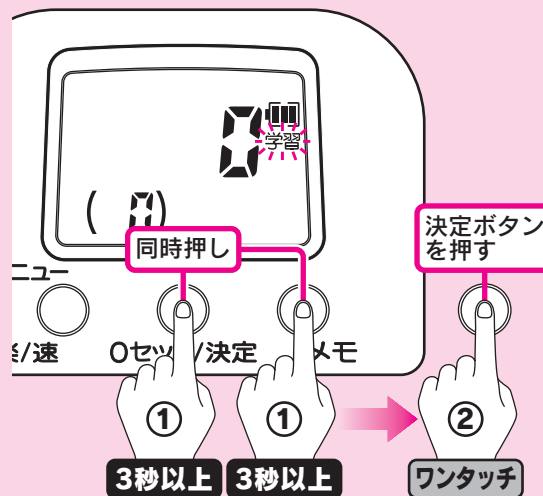 0
学習
( 0 )
同時押し
決定ボタン
を押す
ニュー
/速
0セッ
/決定
メモ
①
①
②
3秒以上
3秒以上
ワンタッチ